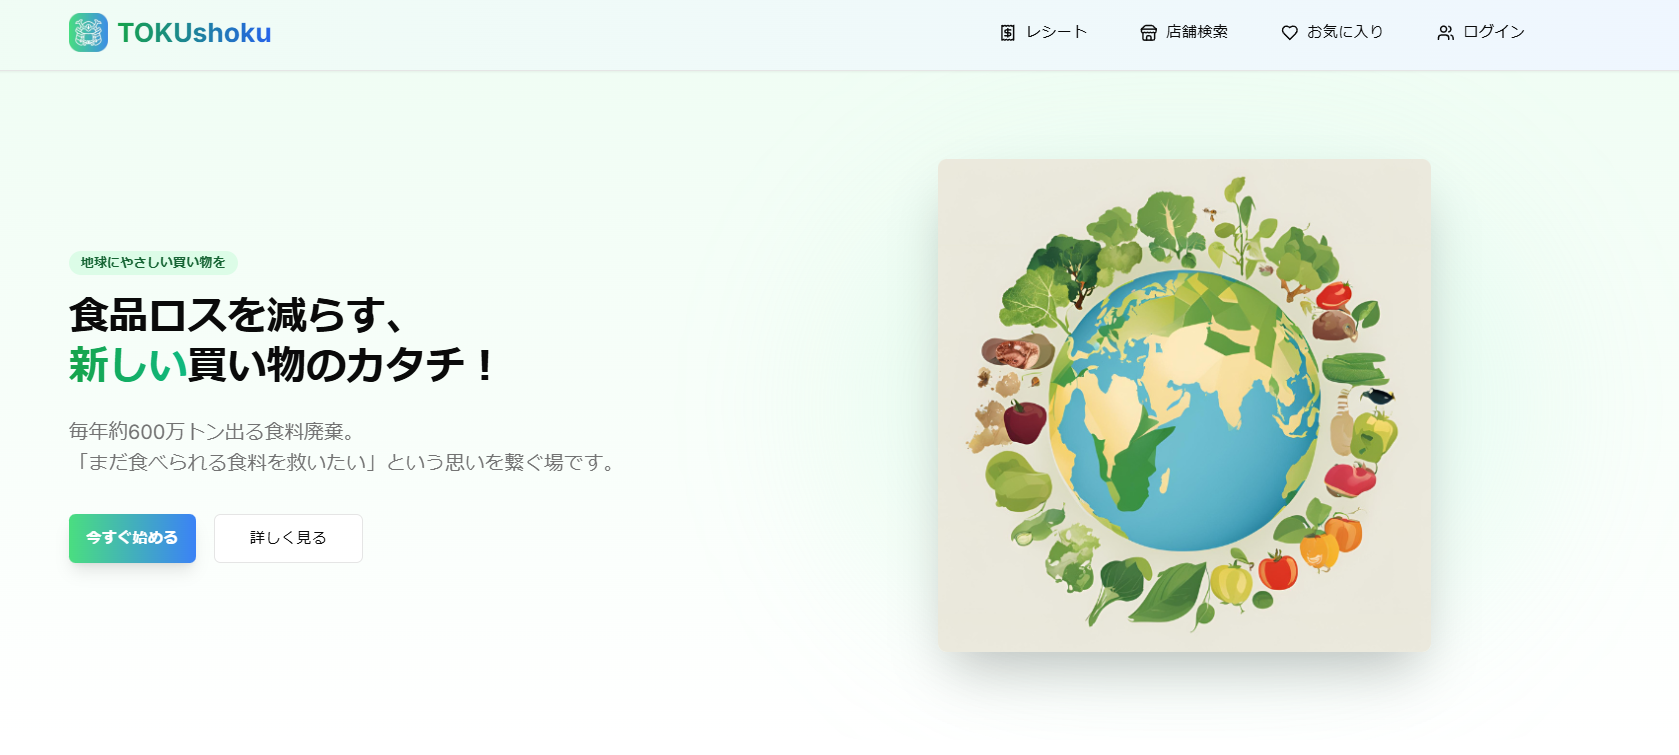 TOKUshoku
レシート
店舗検索
お気に入り
ログイン
地球にやさしい買い物を
食品ロスを減らす、
新しい買い物のカタチ！
毎年約600万トン出る食料廃棄。
「まだ食べられる食料を救いたい」という思いを繋ぐ場です。
今すぐ始める
詳しく見る